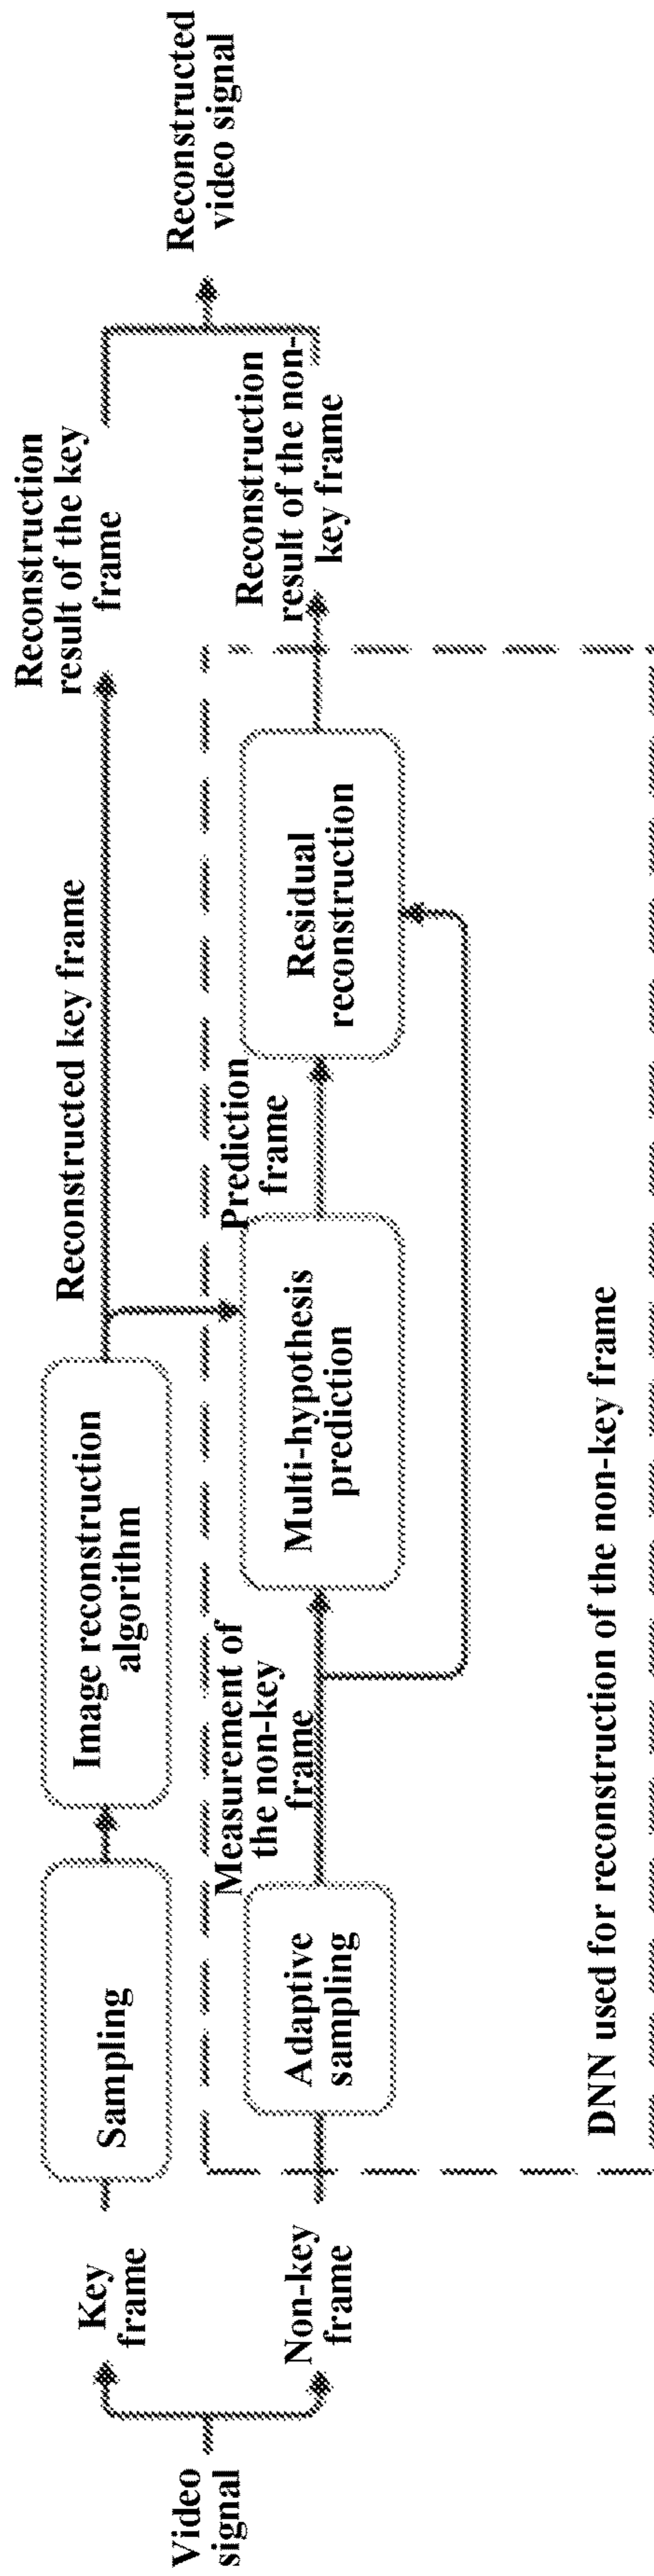 Video
signal
Key
frame
Sampling
Image reconstruction
algorithm
Reconstructed key frame
Reconstruction
result of the key
frame
Non-key
frame
Adaptive
sampling
Measurement of
the non-key
frame
Multi-hypothesis
prediction
Prediction
frame
Residual
reconstruction
Reconstruction
result of the non-
key frame
Reconstructed
video signal
DNN used for reconstruction of the non-key frame